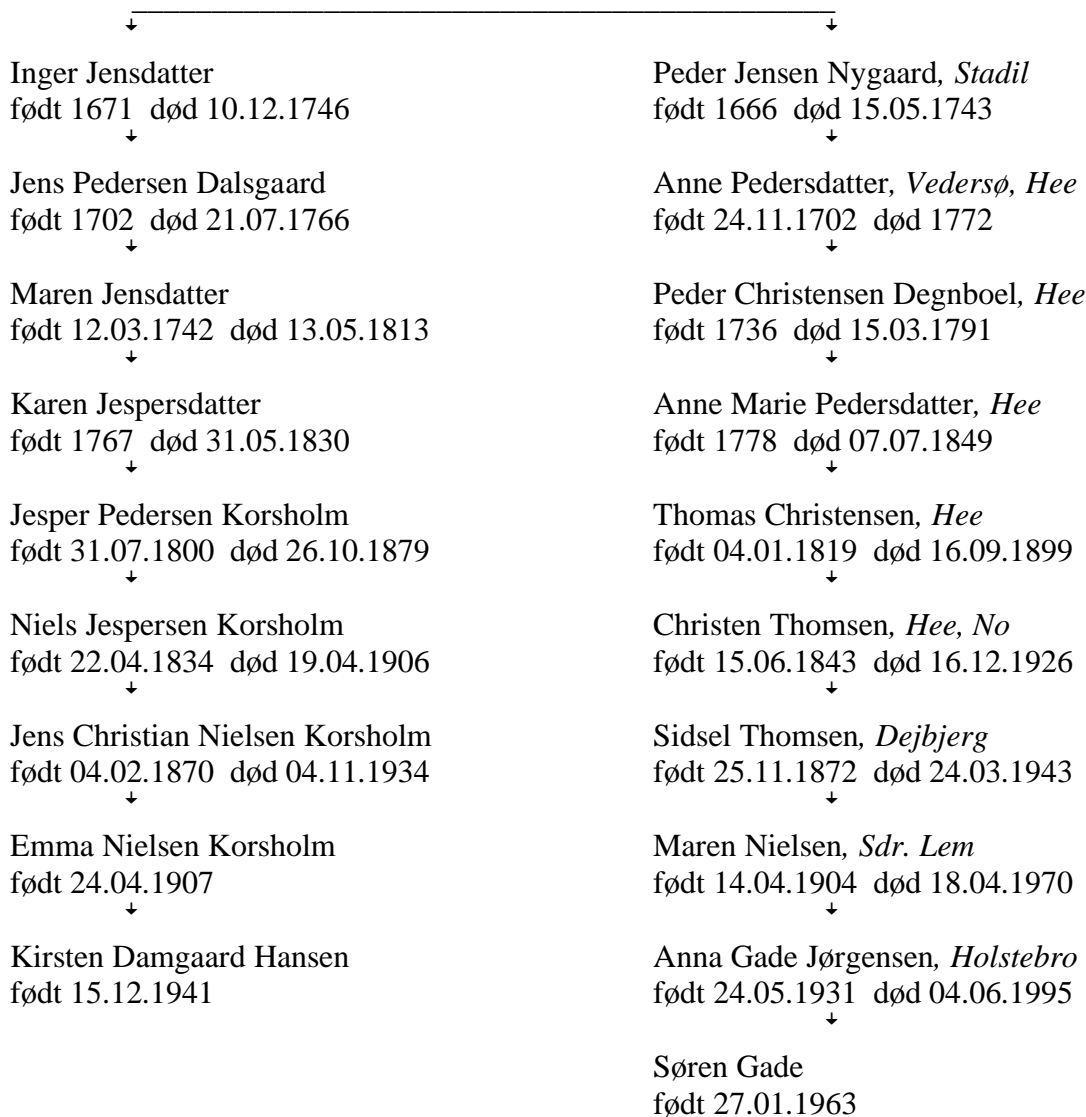 Inger Jensdatter
født 1671  død 10.12.1746
Jens Pedersen Dalsgaard
født 1702  død 21.07.1766
Maren Jensdatter
født 12.03.1742  død 13.05.1813
Karen Jespersdatter
født 1767  død 31.05.1830
Jesper Pedersen Korsholm
født 31.07.1800  død 26.10.1879
Niels Jespersen Korsholm
født 22.04.1834  død 19.04.1906
Jens Christian Nielsen Korsholm
født 04.02.1870  død 04.11.1934
Emma Nielsen Korsholm
født 24.04.1907
Kirsten Damgaard Hansen
født 15.12.1941
Peder Jensen Nygaard, Stadil
født 1666  død 15.05.1743
Anne Pedersdatter, Vedersø, Hee
født 24.11.1702  død 1772
Peder Christensen Degnboel, Hee
født 1736  død 15.03.1791
Anne Marie Pedersdatter, Hee
født 1778  død 07.07.1849
Thomas Christensen, Hee
født 04.01.1819  død 16.09.1899
Christen Thomsen, Hee, No
født 15.06.1843  død 16.12.1926
Sidsel Thomsen, Dejbjerg
født 25.11.1872  død 24.03.1943
Maren Nielsen, Sdr. Lem
født 14.04.1904  død 18.04.1970
Anna Gade Jørgensen, Holstebro
født 24.05.1931  død 04.06.1995
Søren Gade
født 27.01.1963